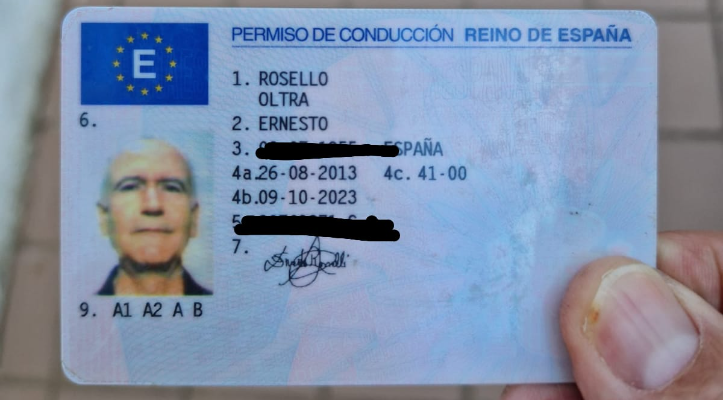 E
PERMISO DE CONDUCCIÓN REINO DE ESPAÑA
1. ROSELLO
OLTRA
2. ERNESTO
3. ESPAÑA
4a.26-08-2013 4c. 41-00
4b.09-10-2023
5.
6.
7.
9. A1 A2 A B